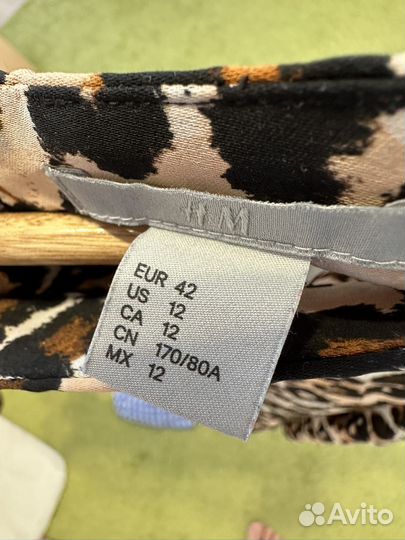 H&M
EUR 42
US 12
CA 12
CN 170/80A
MX 12
Avito